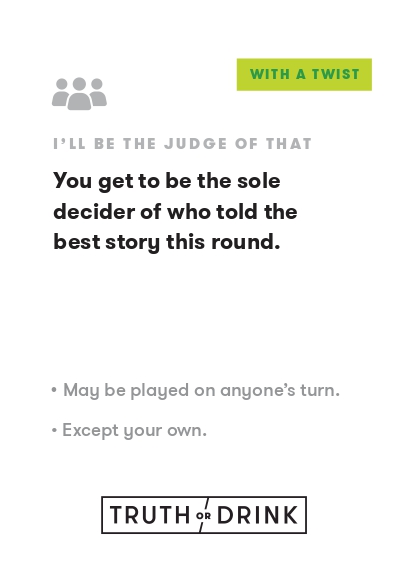 WITH A TWIST
I’LL BE THE JUDGE OF THAT
You get to be the sole
decider of who told the
best story this round.
• May be played on anyone’s turn.
• Except your own.
TRUTH OR DRINK